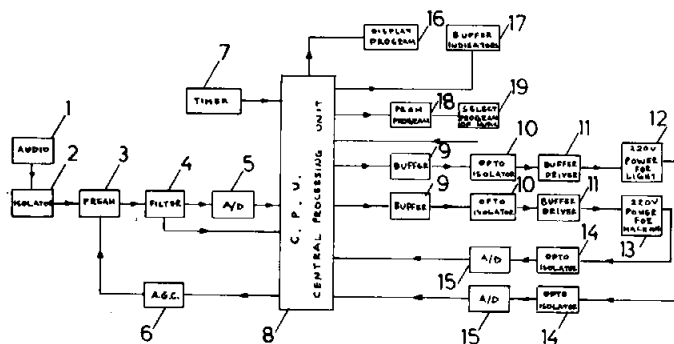 16
17
DISPLAY
PROGRAM
BUFFER
INDICATORS
7
TIMER
18
19
PRAM
PROGRAM
SELECT
PROGRAM
1
AUDIO
2
ISOLATOR
3
PREAM
4
FILTER
5
A/D
C. P. U.
CENTRAL PROCESSING UNIT
8
9
BUFFER
10
OPTO
ISOLATOR
11
BUFFER
DRIVER
12
220V
POWER
FOR
LIGHT
9
BUFFER
10
OPTO
ISOLATOR
11
BUFFER
DRIVER
220V
POWER
FOR
13
A/D
15
14
OPTO
ISOLATOR
A.G.C.
6
A/D
15
OPTO
ISOLATOR
14